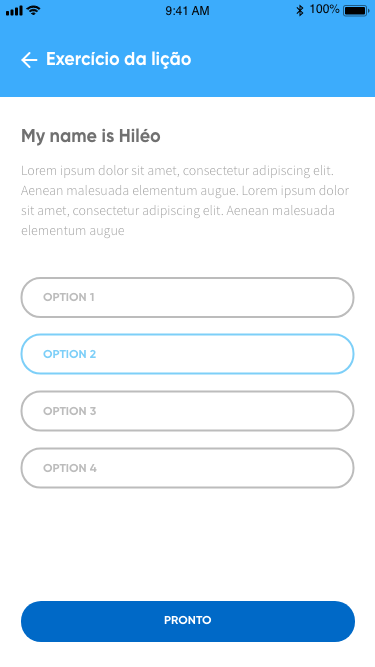 9:41 AM
100%
Exercício da lição
My name is Hiléo
Lorem ipsum dolor sit amet, consectetur adipiscing elit.
Aenean malesuada elementum augue. Lorem ipsum dolor
sit amet, consectetur adipiscing elit. Aenean malesuada
elementum augue
OPTION 1
OPTION 2
OPTION 3
OPTION 4
PRONTO